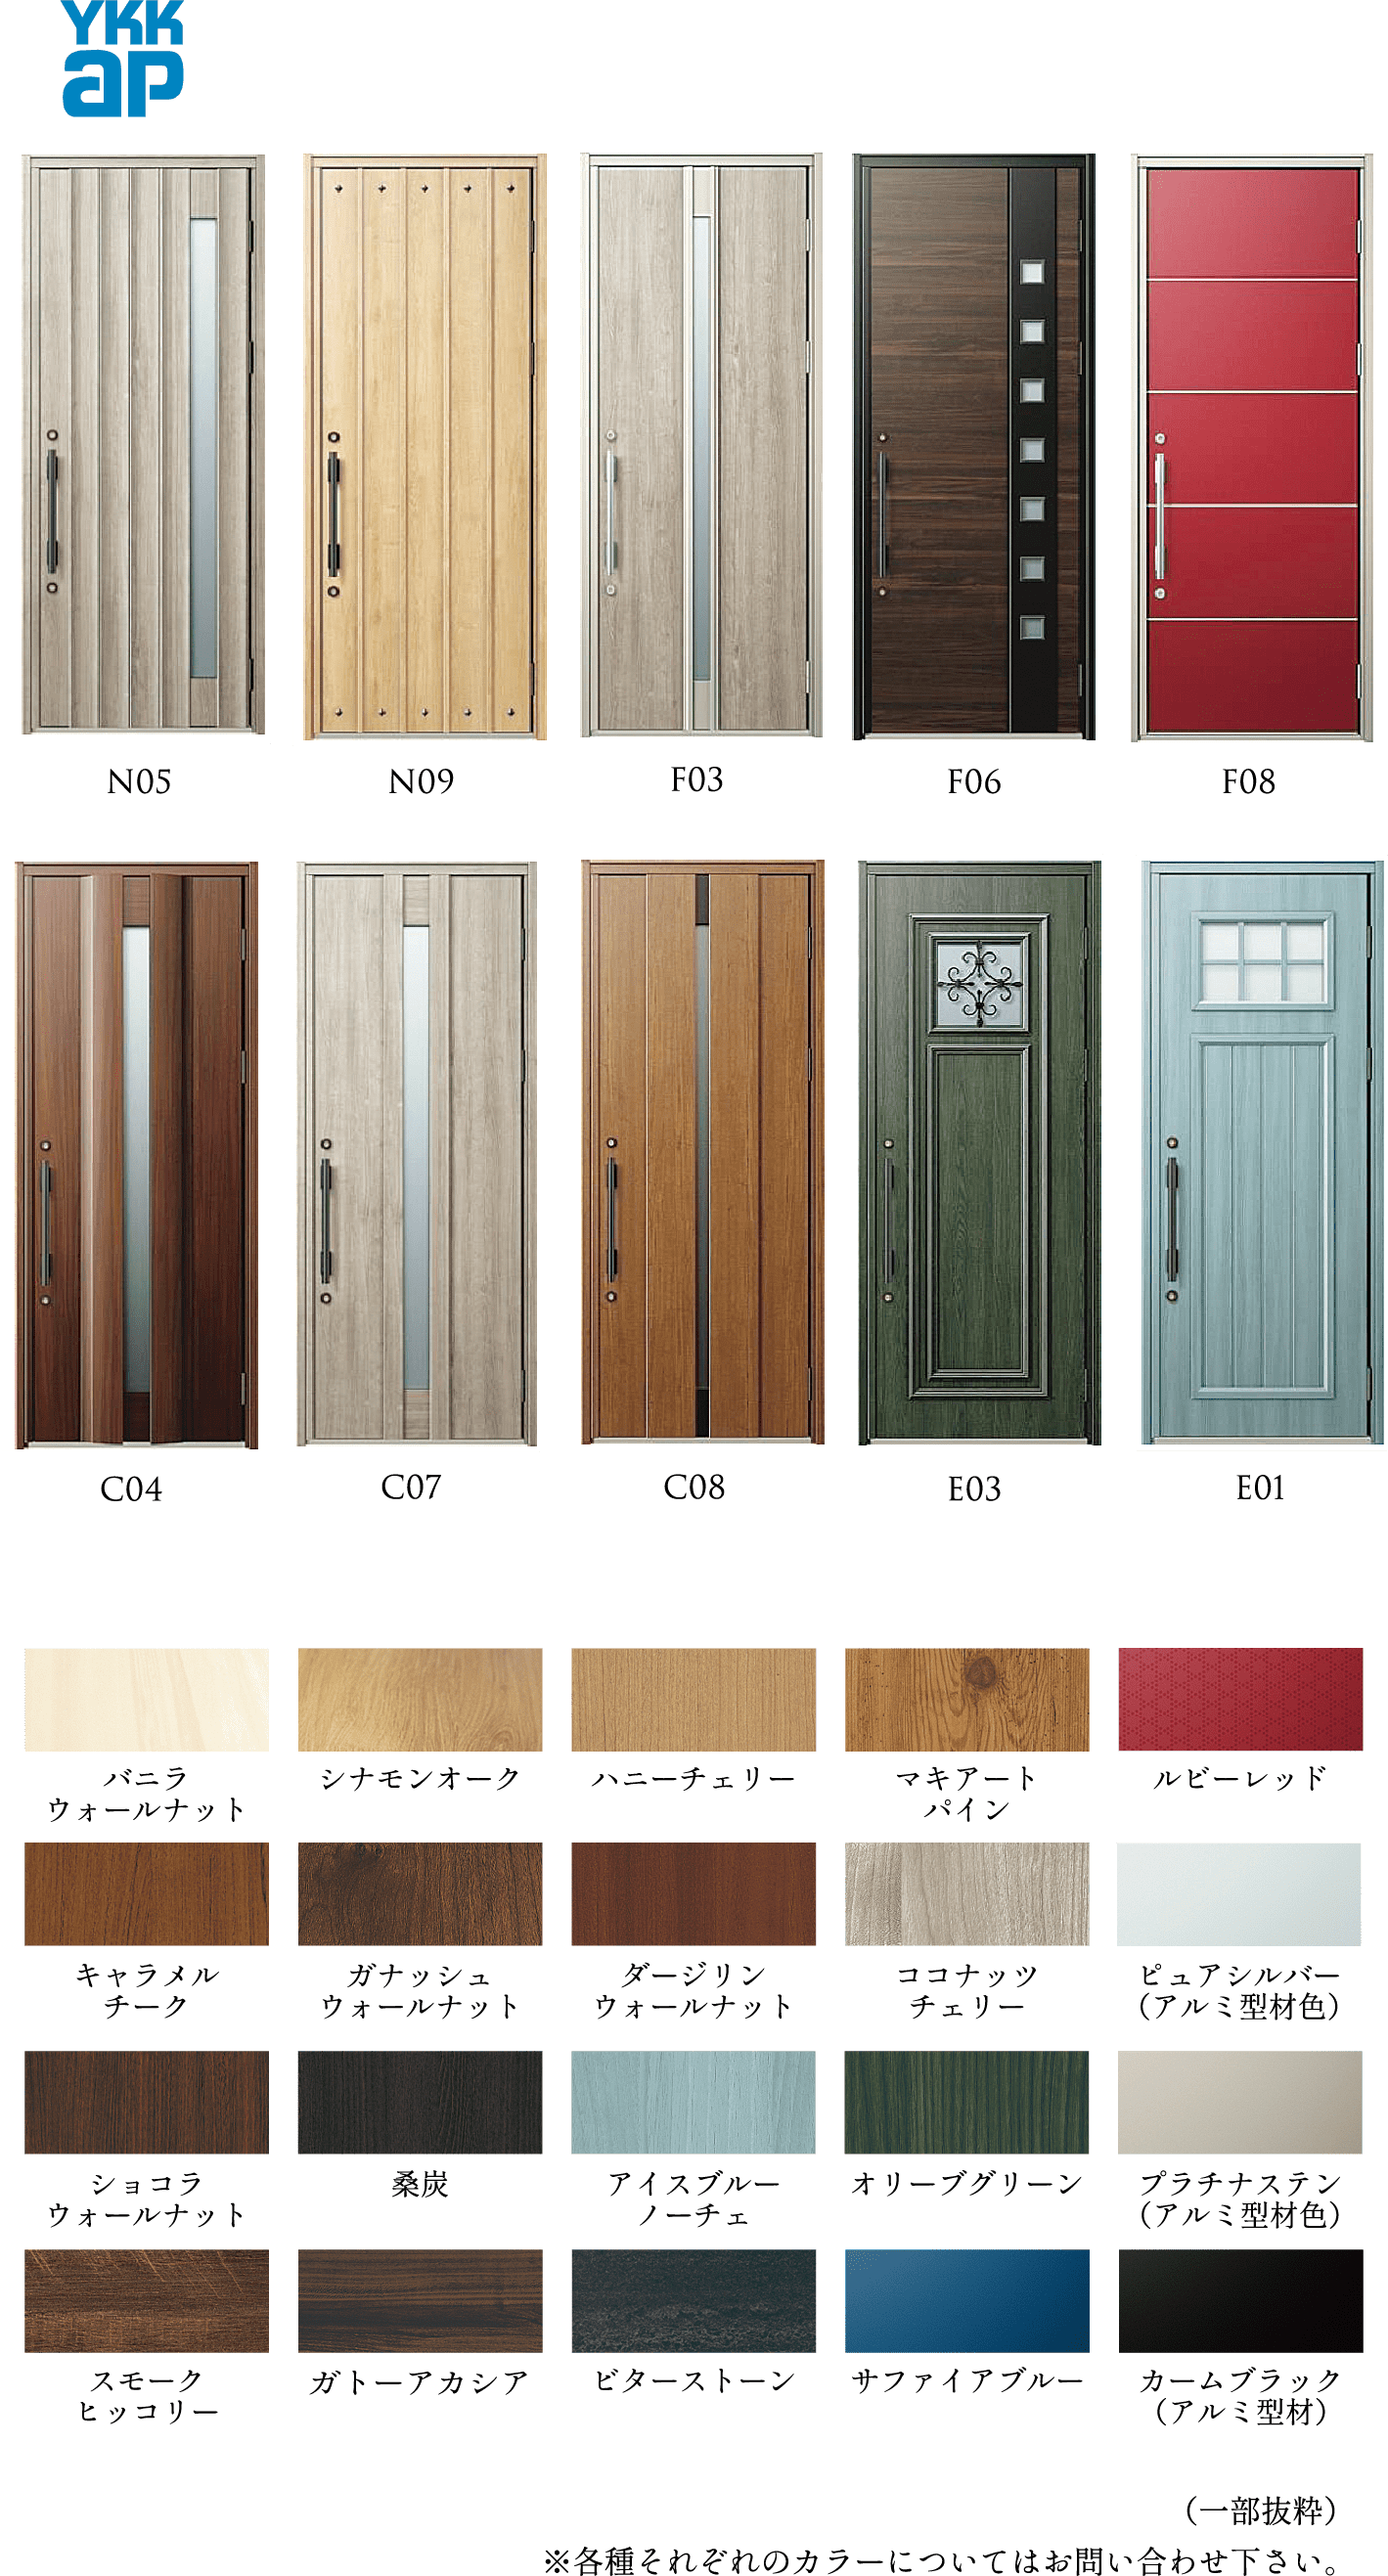 YKK
ap
N05
N09
F03
F06
F08
C04
C07
C08
E03
E01
バニラ
ウォールナット
シナモンオーク
ハニーチェリー
マキアート
パイン
ルビーレッド
キャラメル
チーク
ガナッシュ
ウォールナット
ダージリン
ウォールナット
ココナッツ
チェリー
ピュアシルバー
（アルミ型材色）
ショコラ
ウォールナット
桑炭
アイスブルー
ノーチェ
オリーブグリーン
プラチナステン
（アルミ型材色）
スモーク
ヒッコリー
ガトーアカシア
ビターストーン
サファイアブルー
カームブラック
（アルミ型材）
（一部抜粋）
※各種それぞれのカラーについてはお問い合わせ下さい。